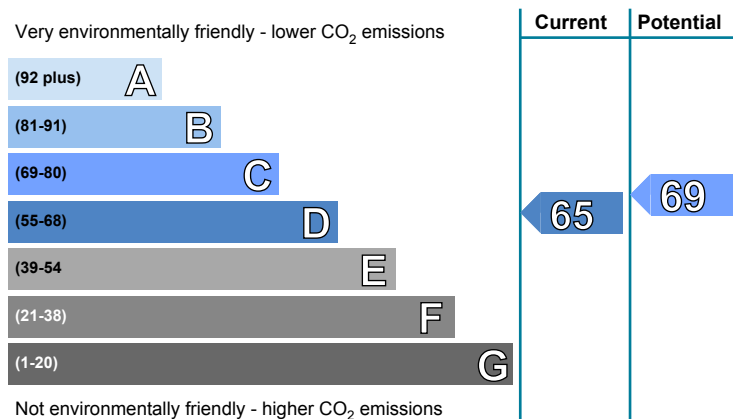 Current Potential
Very environmentally friendly - lower CO2 emissions
(92 plus) A
(81-91) B
(69-80) C
(55-68) D
(39-54 E
(21-38) F
(1-20) G
65
69
Not environmentally friendly - higher CO2 emissions